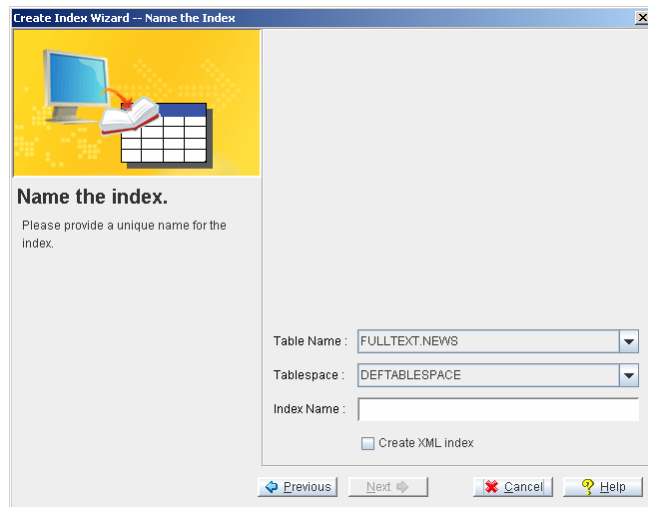 Create Index Wizard -- Name the Index
Name the index.
Please provide a unique name for the
index.
Table Name : FULLTEXT.NEWS
Tablespace : DEFTABLESPACE
Index Name :
Create XML index
Previous Next Cancel Help